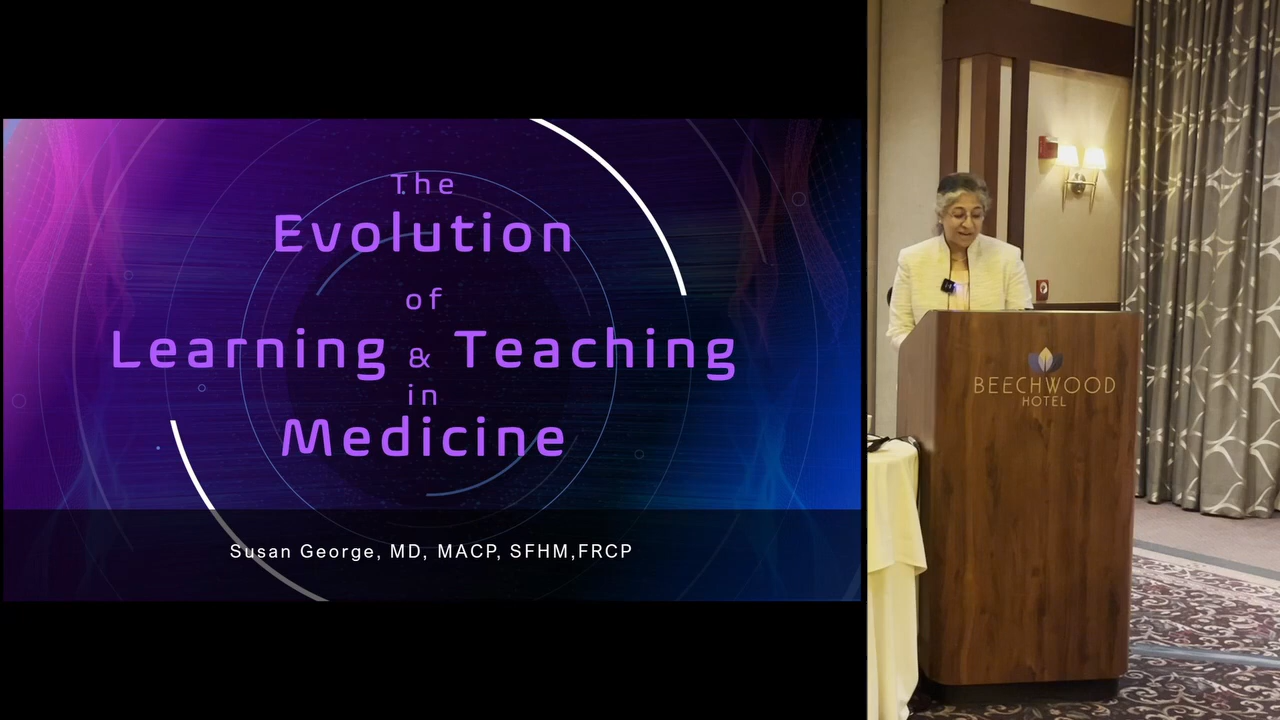 The
Evolution
of
Learning & Teaching
in
Medicine
Susan George, MD, MACP, SFHM,FRCP
BEECHWOOD
HOTEL